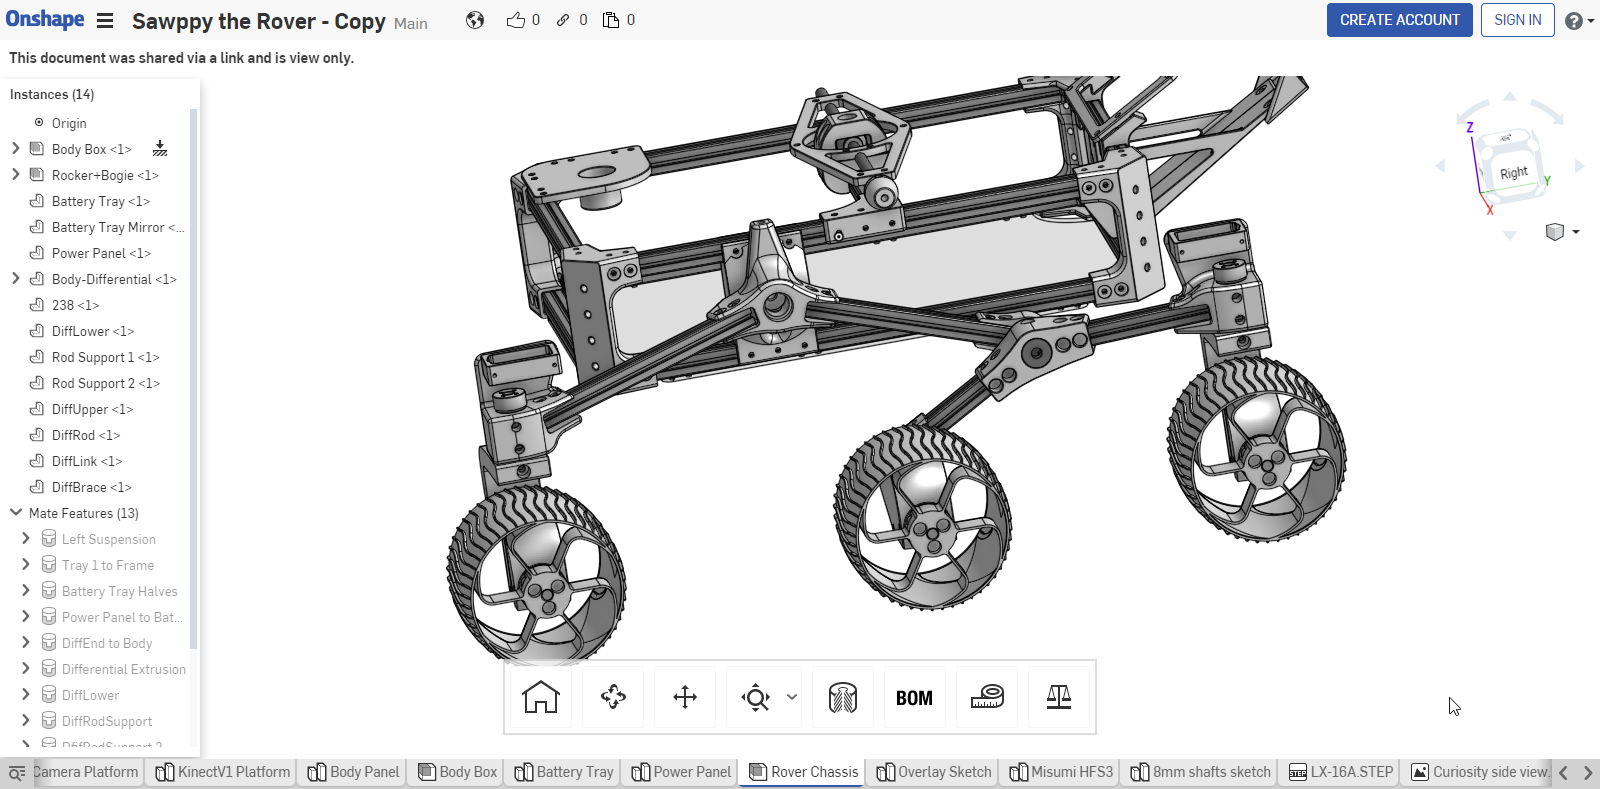 Onshape Sawppy the Rover - Copy Main 0 0 0 CREATE ACCOUNT SIGN IN ?
This document was shared via a link and is view only.
Instances (14)
Origin
Body Box <1>
Rocker+Bogie <1>
Battery Tray <1>
Battery Tray Mirror <...
Power Panel <1>
Body-Differential <1>
238 <1>
DiffLower <1>
Rod Support 1 <1>
Rod Support 2 <1>
DiffUpper <1>
DiffRod <1>
DiffLink <1>
DiffBrace <1>
Mate Features (13)
Left Suspension
Tray 1 to Frame
Battery Tray Halves
Power Panel to Bat...
DiffEnd to Body
Differential Extrusion
DiffLower
DiffRodSupport
DiffRodSupport 2
Z
Right
Y
X
BOM
Camera Platform KinectV1 Platform Body Panel Body Box Battery Tray Power Panel Rover Chassis Overlay Sketch Misumi HFS3 8mm shafts sketch STEP LX-16A.STEP Curiosity side view.